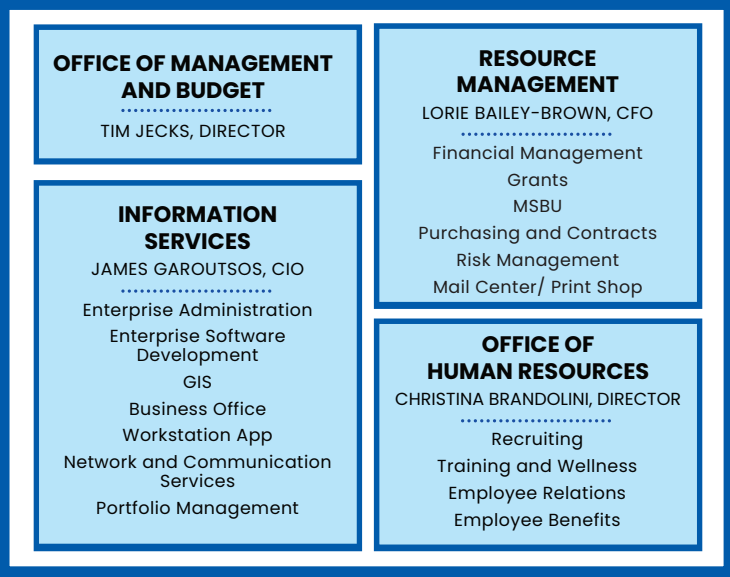 OFFICE OF MANAGEMENT
AND BUDGET
TIM JECKS, DIRECTOR
INFORMATION
SERVICES
JAMES GAROUTSOS, CIO
Enterprise Administration
Enterprise Software
Development
GIS
Business Office
Workstation App
Network and Communication
Services
Portfolio Management
RESOURCE
MANAGEMENT
LORIE BAILEY-BROWN, CFO
Financial Management
Grants
MSBU
Purchasing and Contracts
Risk Management
Mail Center/ Print Shop
OFFICE OF
HUMAN RESOURCES
CHRISTINA BRANDOLINI, DIRECTOR
Recruiting
Training and Wellness
Employee Relations
Employee Benefits